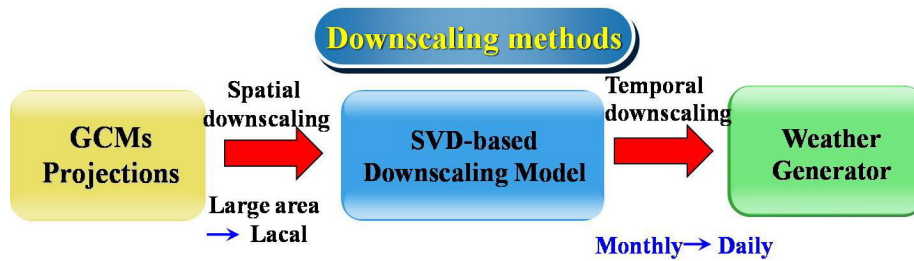 Downscaling methods
GCMs
Projections
Spatial
downscaling
Large area
→ Lacal
SVD-based
Downscaling Model
Temporal
downscaling
Monthly→ Daily
Weather
Generator